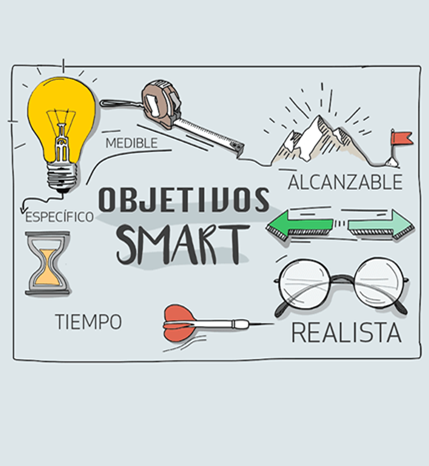 MEDIBLE
ALCANZABLE
ESPECÍFICO
OBJETIVOS
SMART
TIEMPO
REALISTA